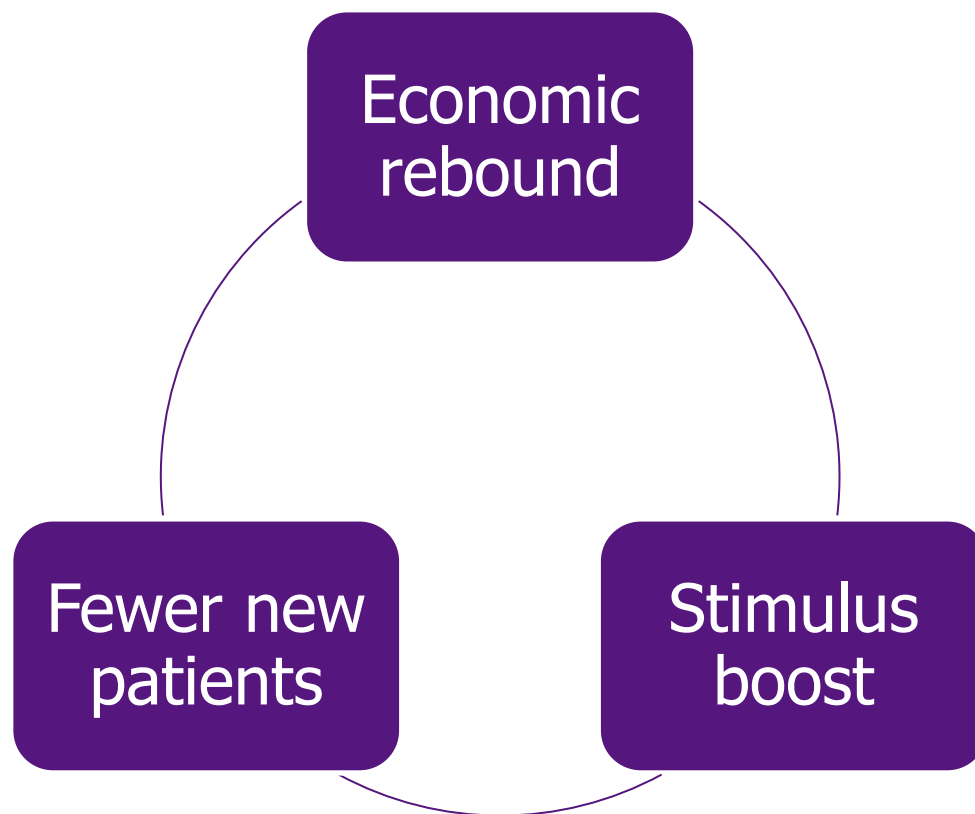 Economic
rebound
Fewer new
patients
Stimulus
boost